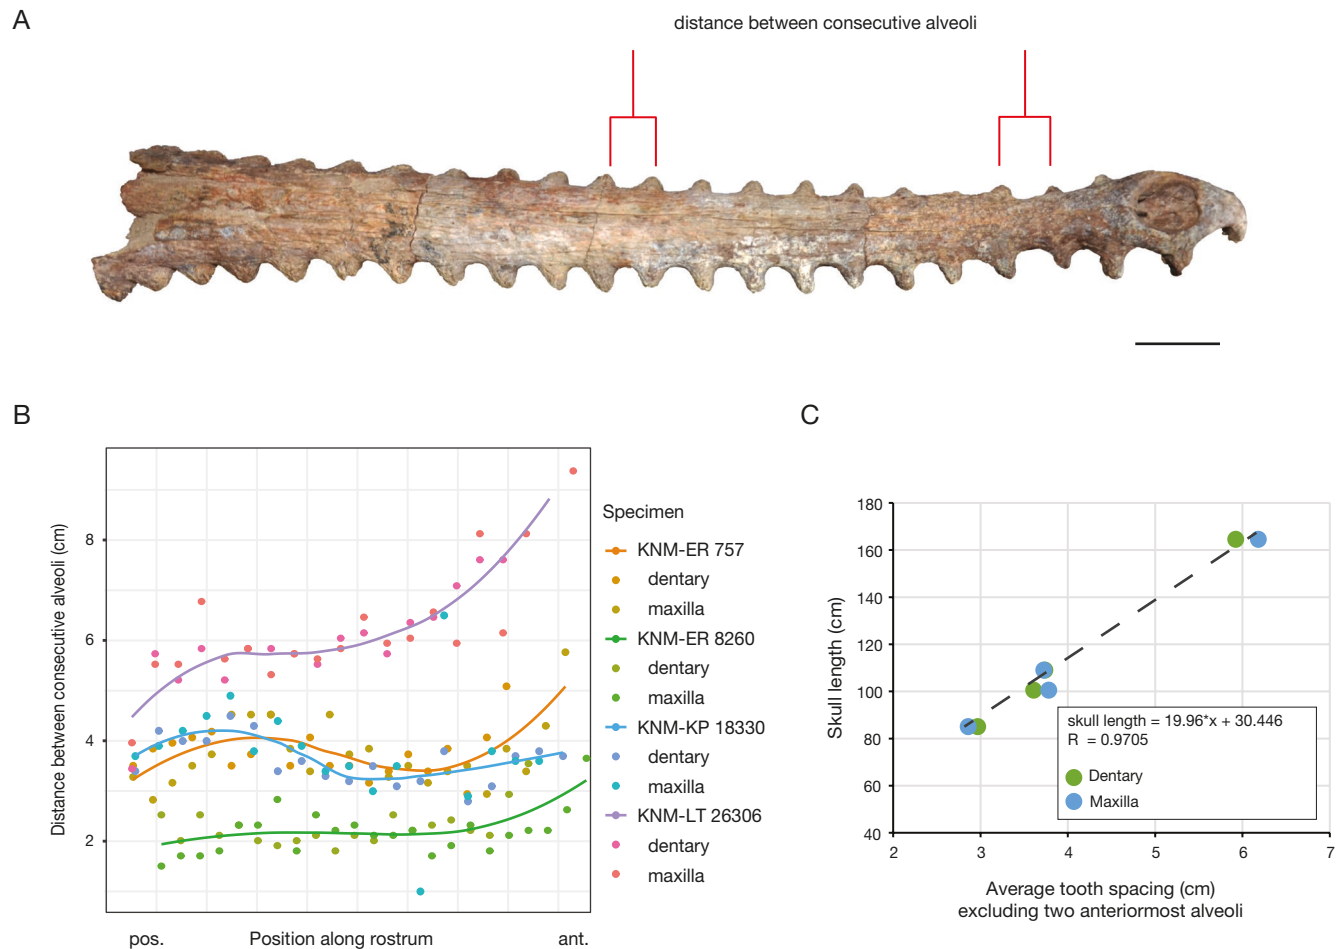 A
distance between consecutive alveoli
B
Distance between consecutive alveoli (cm)
8
6
4
2
pos.
Position along rostrum
ant.
Specimen
KNM-ER 757
dentary
maxilla
KNM-ER 8260
dentary
maxilla
KNM-KP 18330
dentary
maxilla
KNM-LT 26306
dentary
maxilla
C
Skull length (cm)
180
160
140
120
100
80
60
40
2
3
4
5
6
7
skull length = 19.96*x + 30.446
R = 0.9705
Dentary
Maxilla
Average tooth spacing (cm)
excluding two anteriormost alveoli